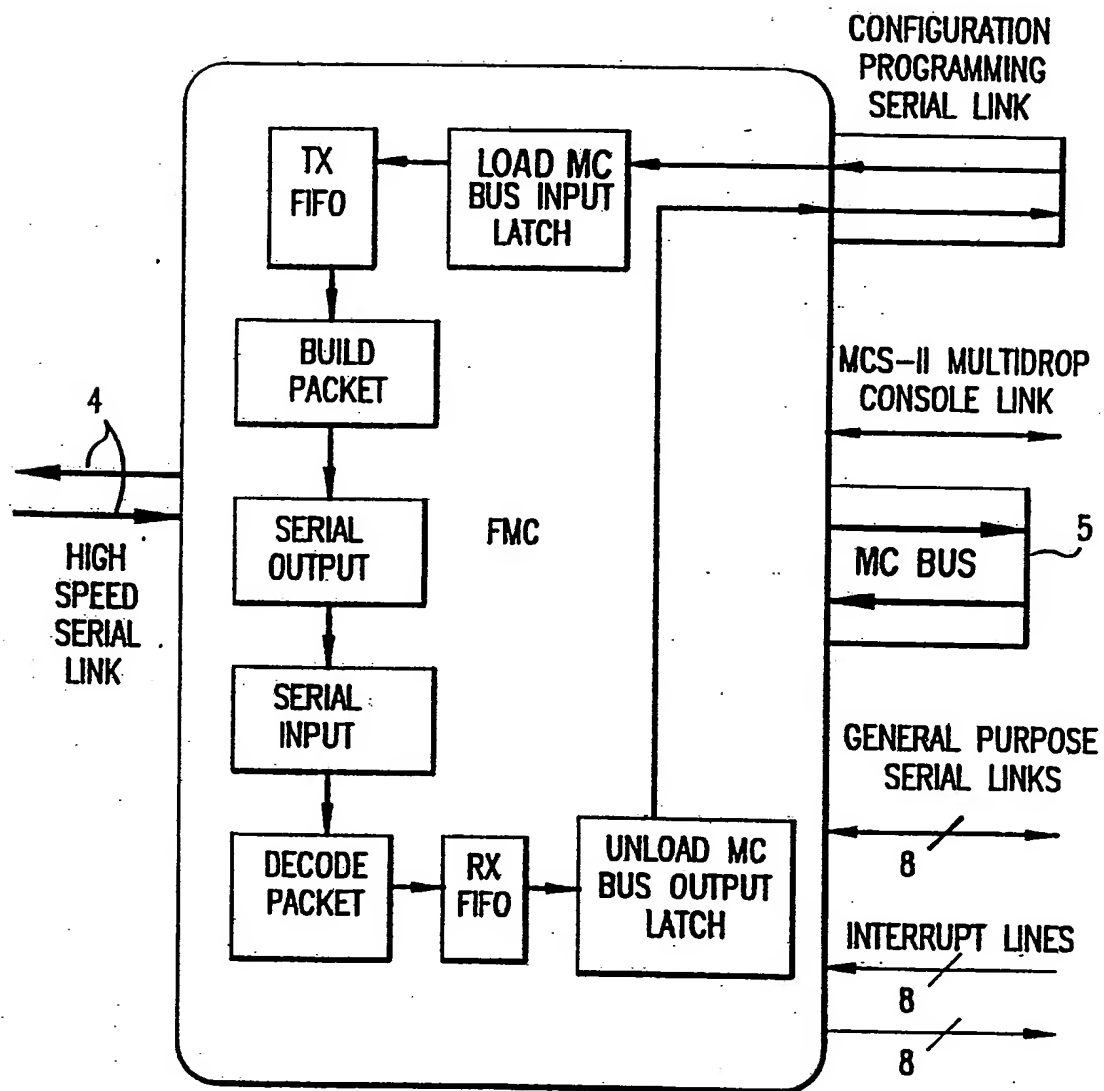 CONFIGURATION
PROGRAMMING
SERIAL LINK
TX
FIFO
LOAD MC
BUS INPUT
LATCH
BUILD
PACKET
MCS-II MULTIDROP
CONSOLE LINK
4
SERIAL
OUTPUT
FMC
MC BUS
5
HIGH
SPEED
SERIAL
LINK
SERIAL
INPUT
GENERAL PURPOSE
SERIAL LINKS
8
DECODE
PACKET
RX
FIFO
UNLOAD MC
BUS OUTPUT
LATCH
INTERRUPT LINES
8
8